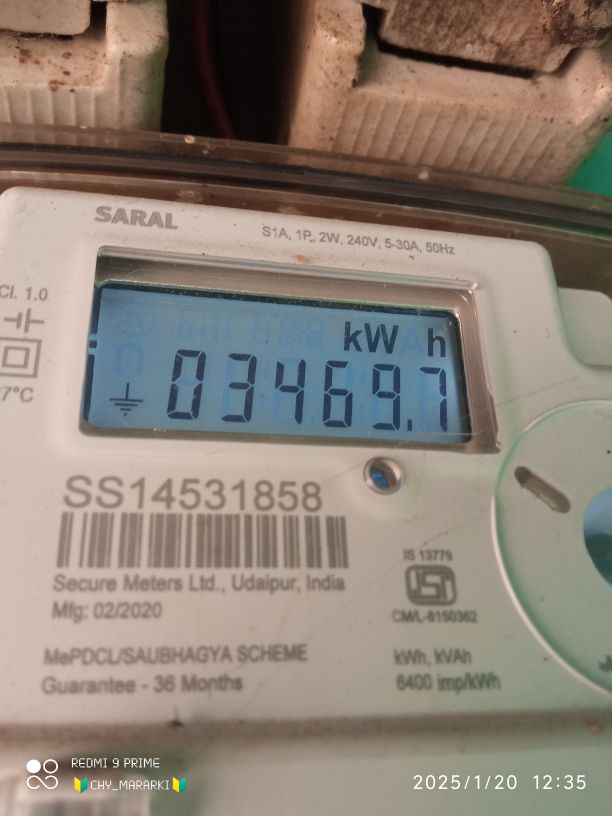 SARAL
S1A, 1P, 2W, 240V, 5-30A, 50Hz
Cl. 1.0
kW h
03469.7
7°C
SS14531858
Secure Meters Ltd., Udaipur, India
Mfg: 02/2020
IS 13779
CM/L-8150362
MePDCL/SAUBHAGYA SCHEME
Guarantee - 36 Months
kWh, kVAh
6400 imp/kWh
REDMI 9 PRIME
🔰CHY_MARARKI🔰
2025/1/20 12:35